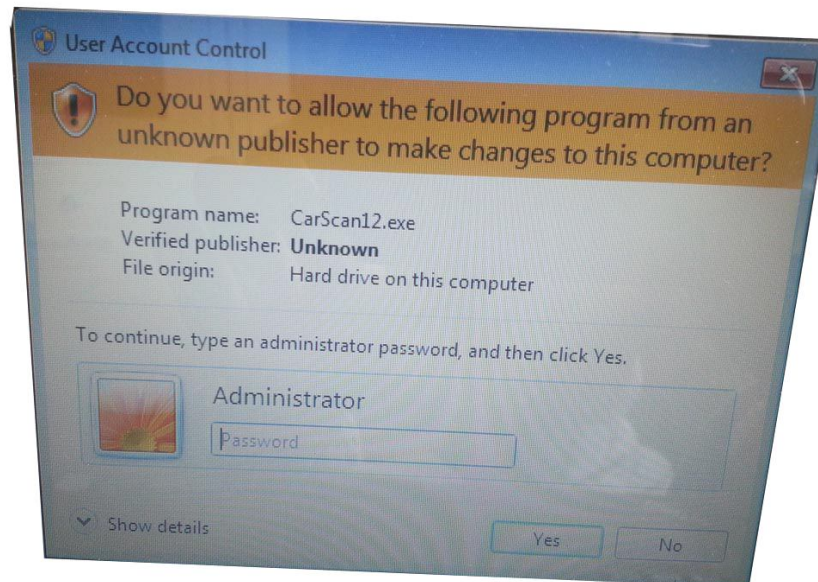 User Account Control
Do you want to allow the following program from an
unknown publisher to make changes to this computer?
Program name: CarScan12.exe
Verified publisher: Unknown
File origin: Hard drive on this computer
To continue, type an administrator password, and then click Yes.
Administrator
Password
Show details
Yes
No